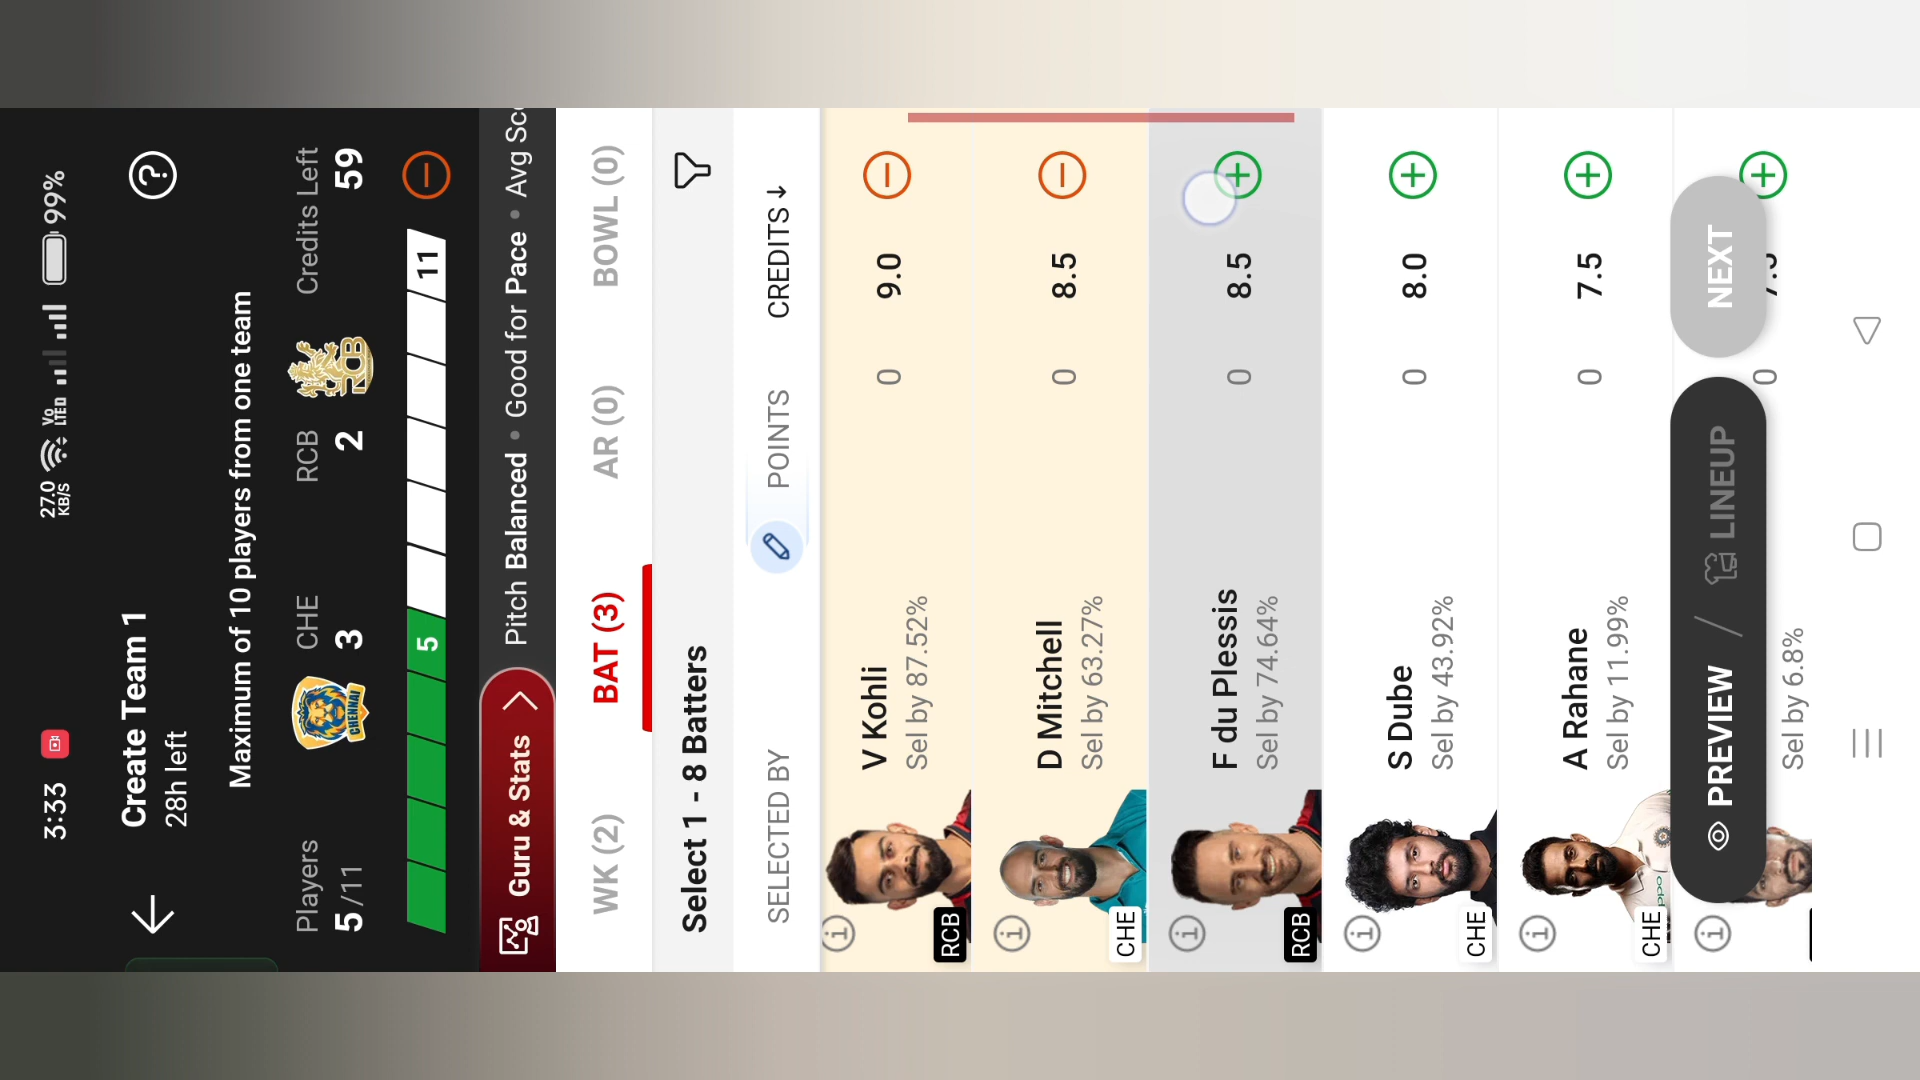 3:33
27.0 KB/S
Vo LTED
99%
Create Team 1
28h left
Maximum of 10 players from one team
Players
CHE
RCB
Credits Left
5 /11
CHENNAI
3
2
RCB
59
5
11
Guru & Stats
Pitch Balanced • Good for Pace • Avg Sc
WK (2)
BAT (3)
AR (0)
BOWL (0)
Select 1 - 8 Batters
SELECTED BY
POINTS
CREDITS ↓
V Kohli
Sel by 87.52%
0
9.0
RCB
D Mitchell
Sel by 63.27%
0
8.5
CHE
F du Plessis
Sel by 74.64%
0
8.5
RCB
S Dube
Sel by 43.92%
0
8.0
CHE
A Rahane
Sel by 11.99%
0
7.5
CHE
PREVIEW / LINEUP
NEXT
Sel by 6.8%
0